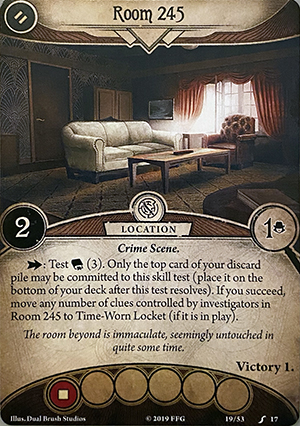 Room 245
2
LOCATION
1
Crime Scene.
: Test (3). Only the top card of your discard
pile may be committed to this skill test (place it on the
bottom of your deck after this test resolves). If you succeed,
move any number of clues controlled by investigators in
Room 245 to Time-Worn Locket (if it is in play).
The room beyond is immaculate, seemingly untouched in
quite some time.
Victory 1.
Illus. Dual Brush Studios © 2019 FFG 19/53 17